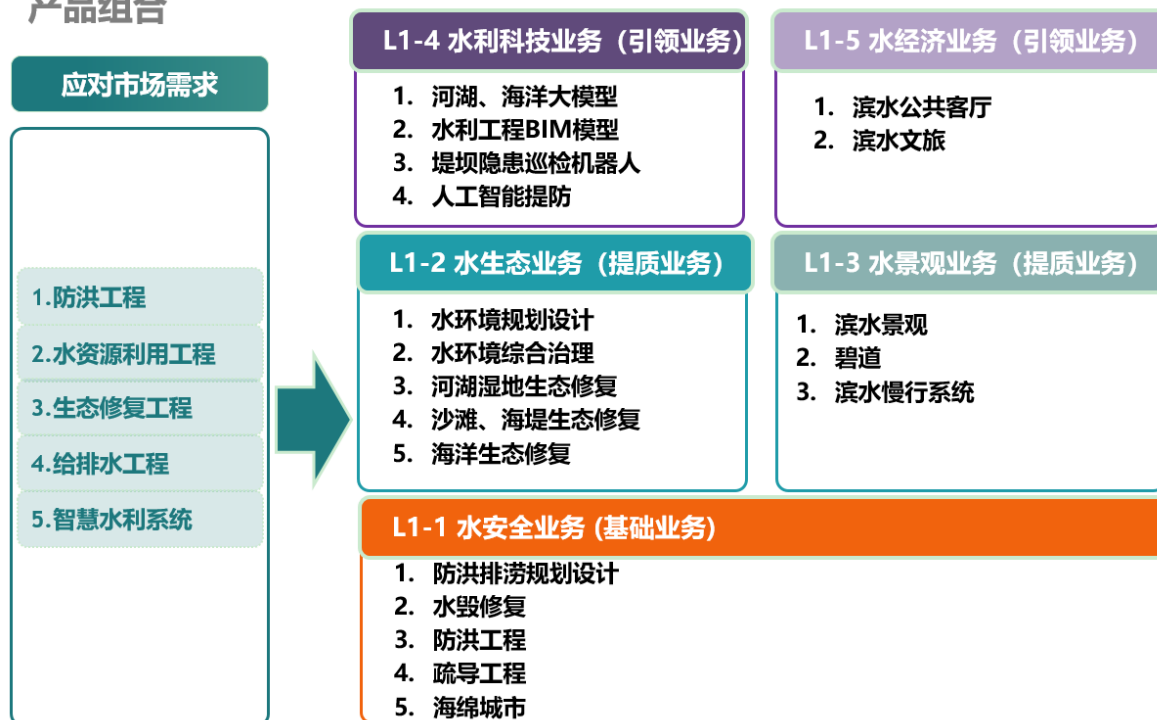 产品组合
应对市场需求
1.防洪工程
2.水资源利用工程
3.生态修复工程
4.给排水工程
5.智慧水利系统
L1-4 水利科技业务（引领业务）
1. 河湖、海洋大模型
2. 水利工程BIM模型
3. 堤坝隐患巡检机器人
4. 人工智能提防
L1-5 水经济业务（引领业务）
1. 滨水公共客厅
2. 滨水文旅
L1-2 水生态业务（提质业务）
1. 水环境规划设计
2. 水环境综合治理
3. 河湖湿地生态修复
4. 沙滩、海堤生态修复
5. 海洋生态修复
L1-3 水景观业务（提质业务）
1. 滨水景观
2. 碧道
3. 滨水慢行系统
L1-1 水安全业务 (基础业务)
1. 防洪排涝规划设计
2. 水毁修复
3. 防洪工程
4. 疏导工程
5. 海绵城市